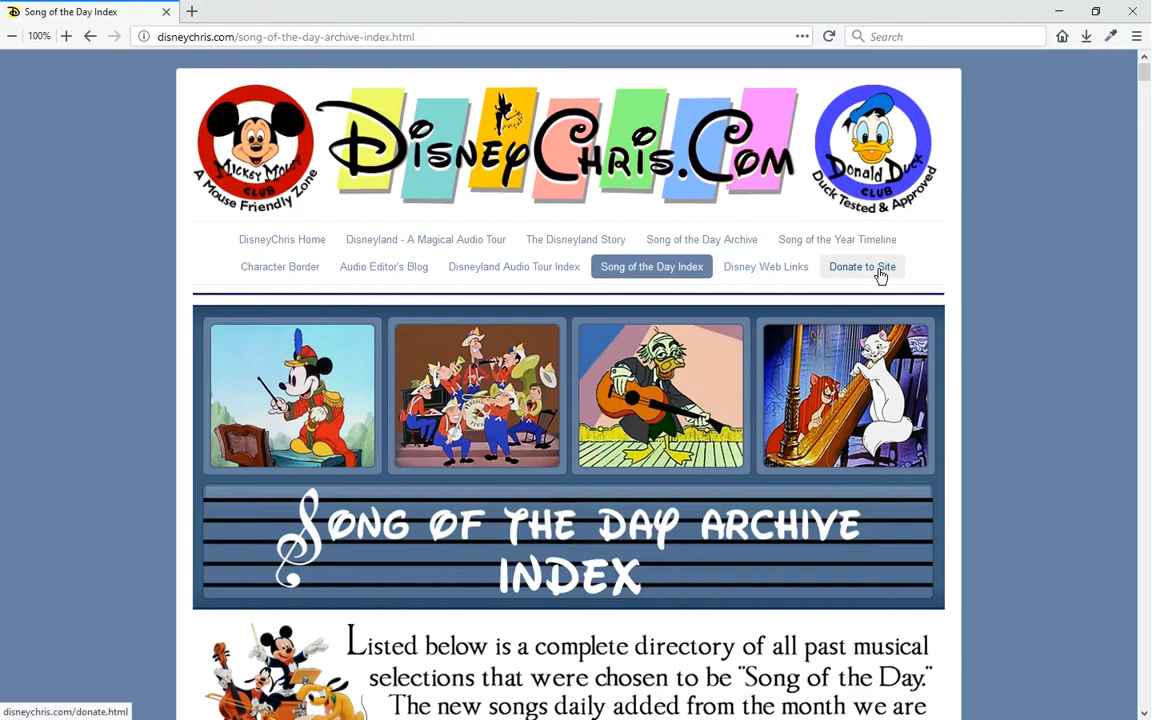 Song of the Day Index
100%
disneychris.com/song-of-the-day-archive-index.html
Search
MICKEY MOUSE
CLUB
A MOUSE FRIENDLY ZONE
DISNEYCHRIS.COM
DONALD DUCK
CLUB
DUCK TESTED & APPROVED
DisneyChris Home
Disneyland - A Magical Audio Tour
The Disneyland Story
Song of the Day Archive
Song of the Year Timeline
Character Border
Audio Editor's Blog
Disneyland Audio Tour Index
Song of the Day Index
Disney Web Links
Donate to Site
SONG OF THE DAY ARCHIVE
INDEX
Listed below is a complete directory of all past musical
selections that were chosen to be "Song of the Day."
The new songs daily added from the month we are
disneychris.com/donate.html